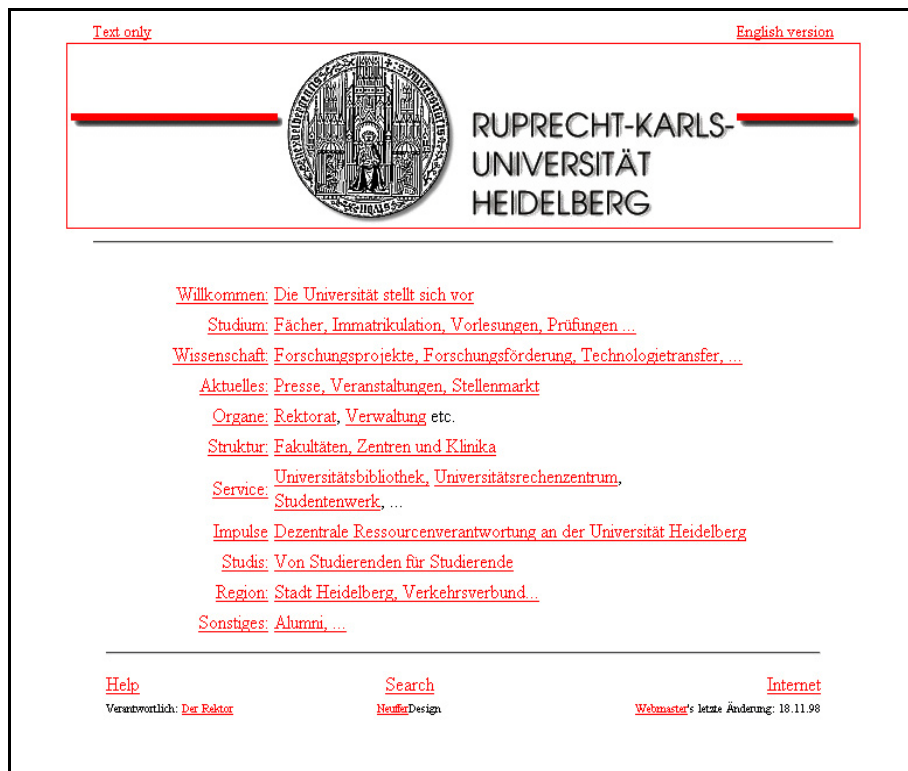 Text only English version
RUPRECHT-KARLS-
UNIVERSITÄT
HEIDELBERG
Willkommen: Die Universität stellt sich vor
Studium: Fächer, Immatrikulation, Vorlesungen, Prüfungen ...
Wissenschaft: Forschungsprojekte, Forschungsförderung, Technologietransfer, ...
Aktuelles: Presse, Veranstaltungen, Stellenmarkt
Organe: Rektorat, Verwaltung etc.
Struktur: Fakultäten, Zentren und Klinika
Service: Universitätsbibliothek, Universitätsrechenzentrum,
Studentenwerk, ...
Impulse Dezentrale Ressourcenverantwortung an der Universität Heidelberg
Studis: Von Studierenden für Studierende
Region: Stadt Heidelberg, Verkehrsverbund...
Sonstiges: Alumni, ...
Help Search Internet
Verantwortlich: Der Rektor NeufferDesign Webmaster's letzte Änderung: 18.11.98